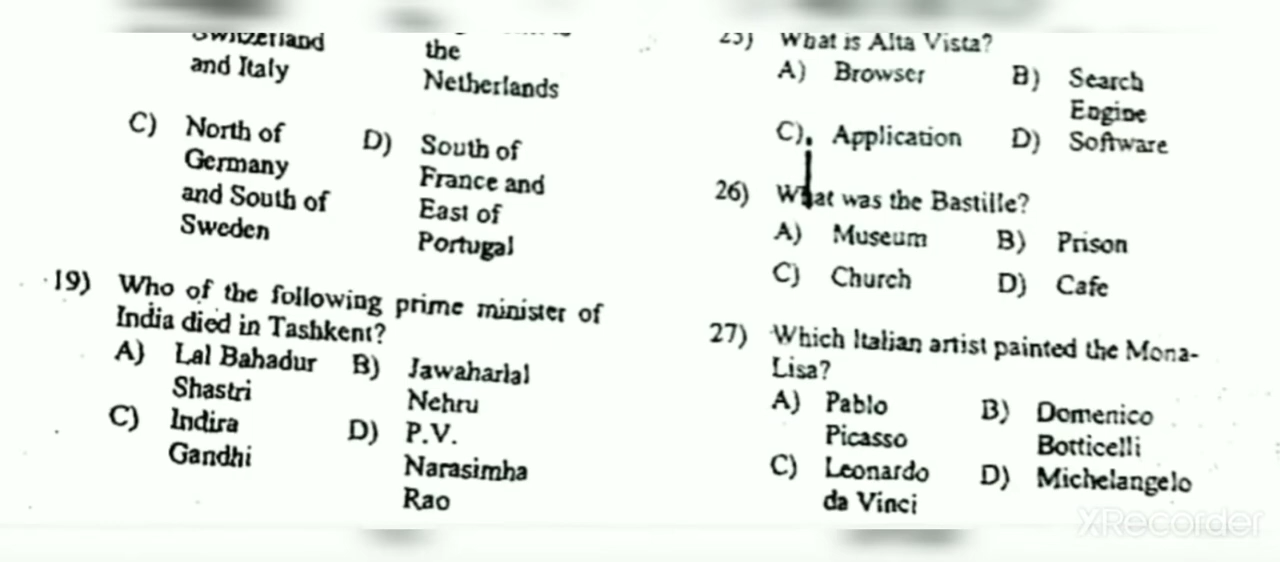 Switzerland
and Italy
the
Netherlands
C) North of
Germany
and South of
Sweden
D) South of
France and
East of
Portugal
19) Who of the following prime minister of
India died in Tashkent?
A) Lal Bahadur
Shastri
B) Jawaharlal
Nehru
C) Indira
Gandhi
D) P.V.
Narasimha
Rao
25) What is Alta Vista?
A) Browser
B) Search
Engine
C) Application
D) Software
26) What was the Bastille?
A) Museum
B) Prison
C) Church
D) Cafe
27) Which Italian artist painted the Mona-
Lisa?
A) Pablo
Picasso
B) Domenico
Botticelli
C) Leonardo
da Vinci
D) Michelangelo
XRecorder